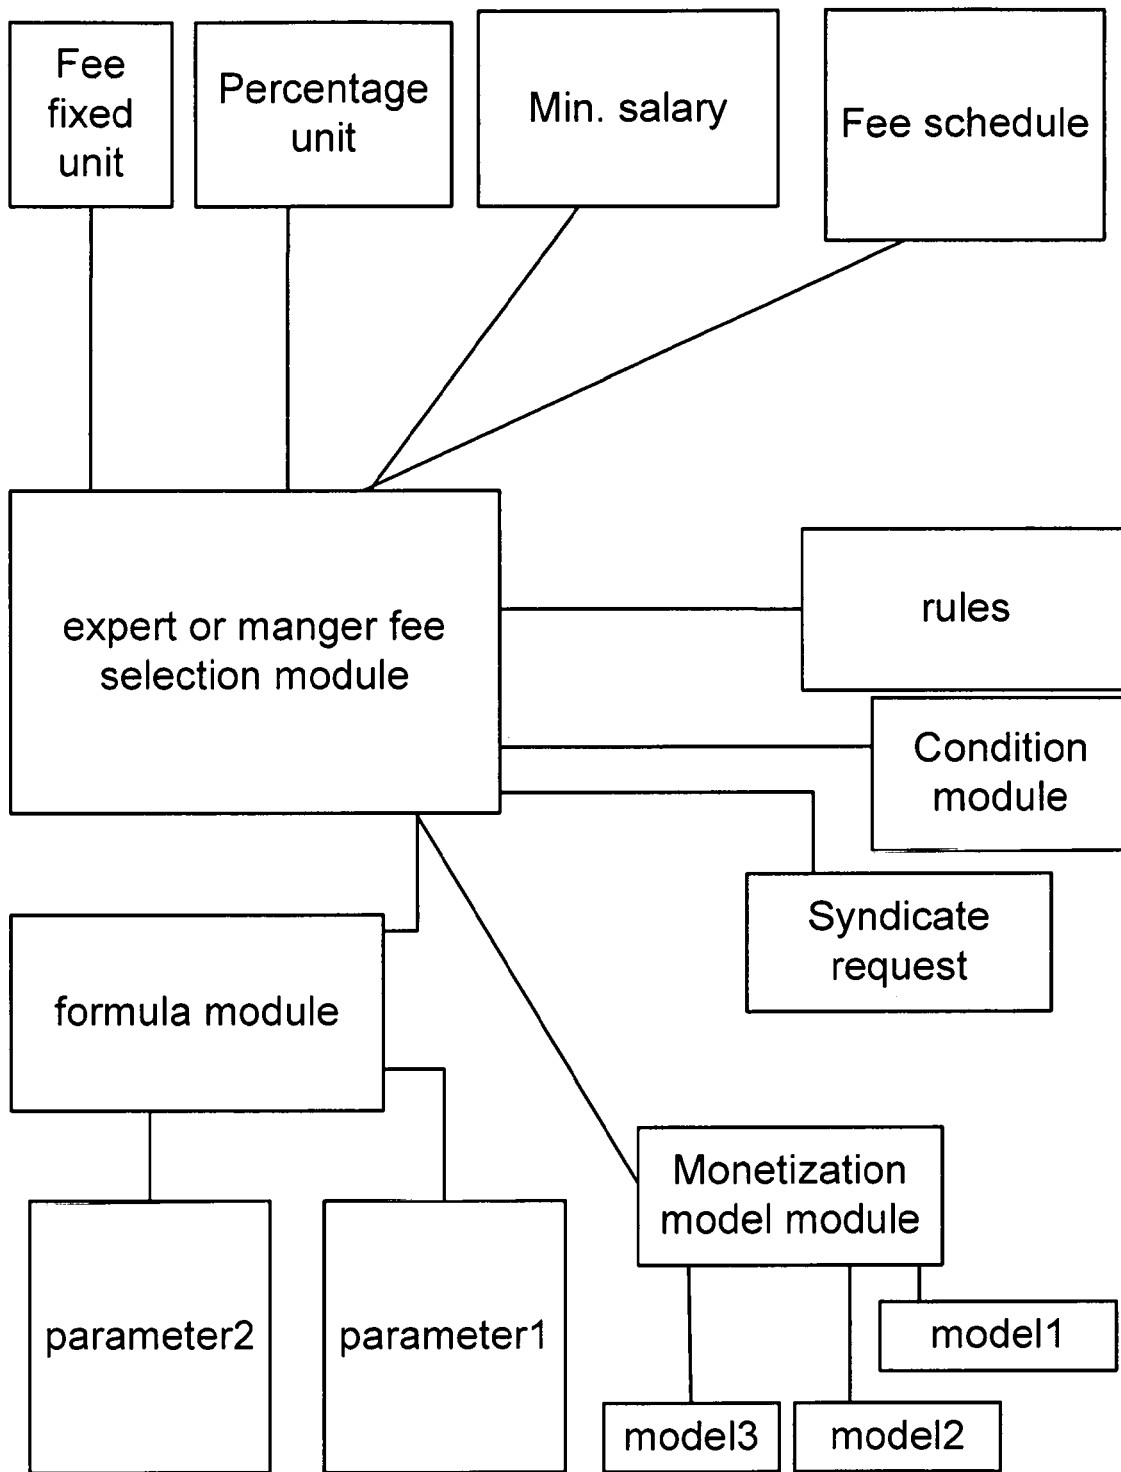 Fee
fixed
unit
Percentage
unit
Min. salary
Fee schedule
expert or manger fee
selection module
rules
Condition
module
Syndicate
request
formula module
Monetization
model module
parameter2
parameter1
model1
model3
model2